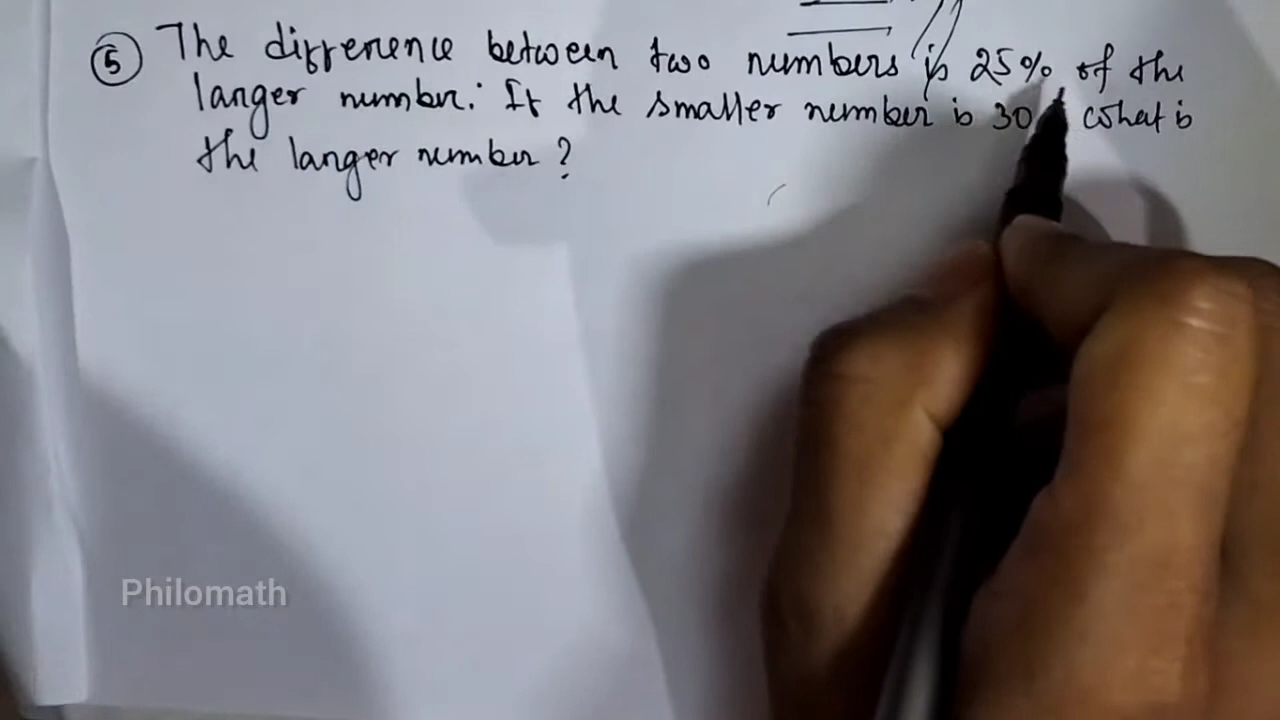 ⑤ The difference between two numbers is 25% of the
larger number. If the smaller number is 30 what is
the larger number?
Philomath